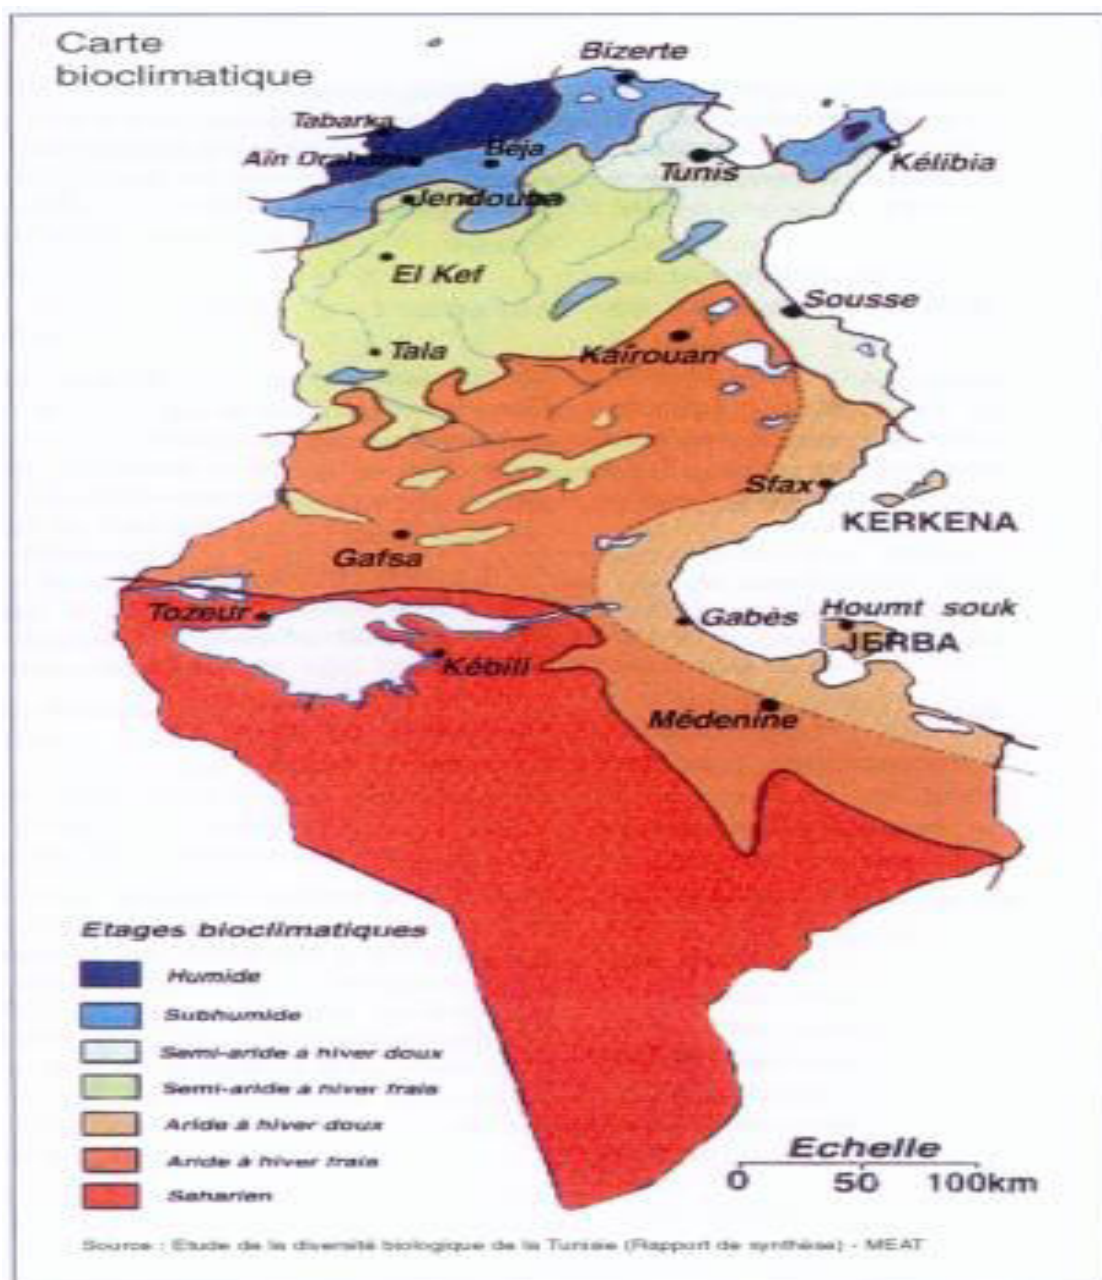 Carte
bioclimatique
Bizerte
Tabarka
Aïn Draham
Béja
Tunis
Kélibia
Jendouba
El Kef
Sousse
Tala
Kaïrouan
Sfax
KERKENA
Gafsa
Tozeur
Gabès
Houmt souk
JERBA
Kébili
Médenine
Etages bioclimatiques
Humide
Subhumide
Semi-aride à hiver doux
Semi-aride à hiver frais
Aride à hiver doux
Aride à hiver frais
Saharien
Echelle
0 50 100km
Source : Etude de la diversité biologique de la Tunisie (Rapport de synthèse) - MEAT